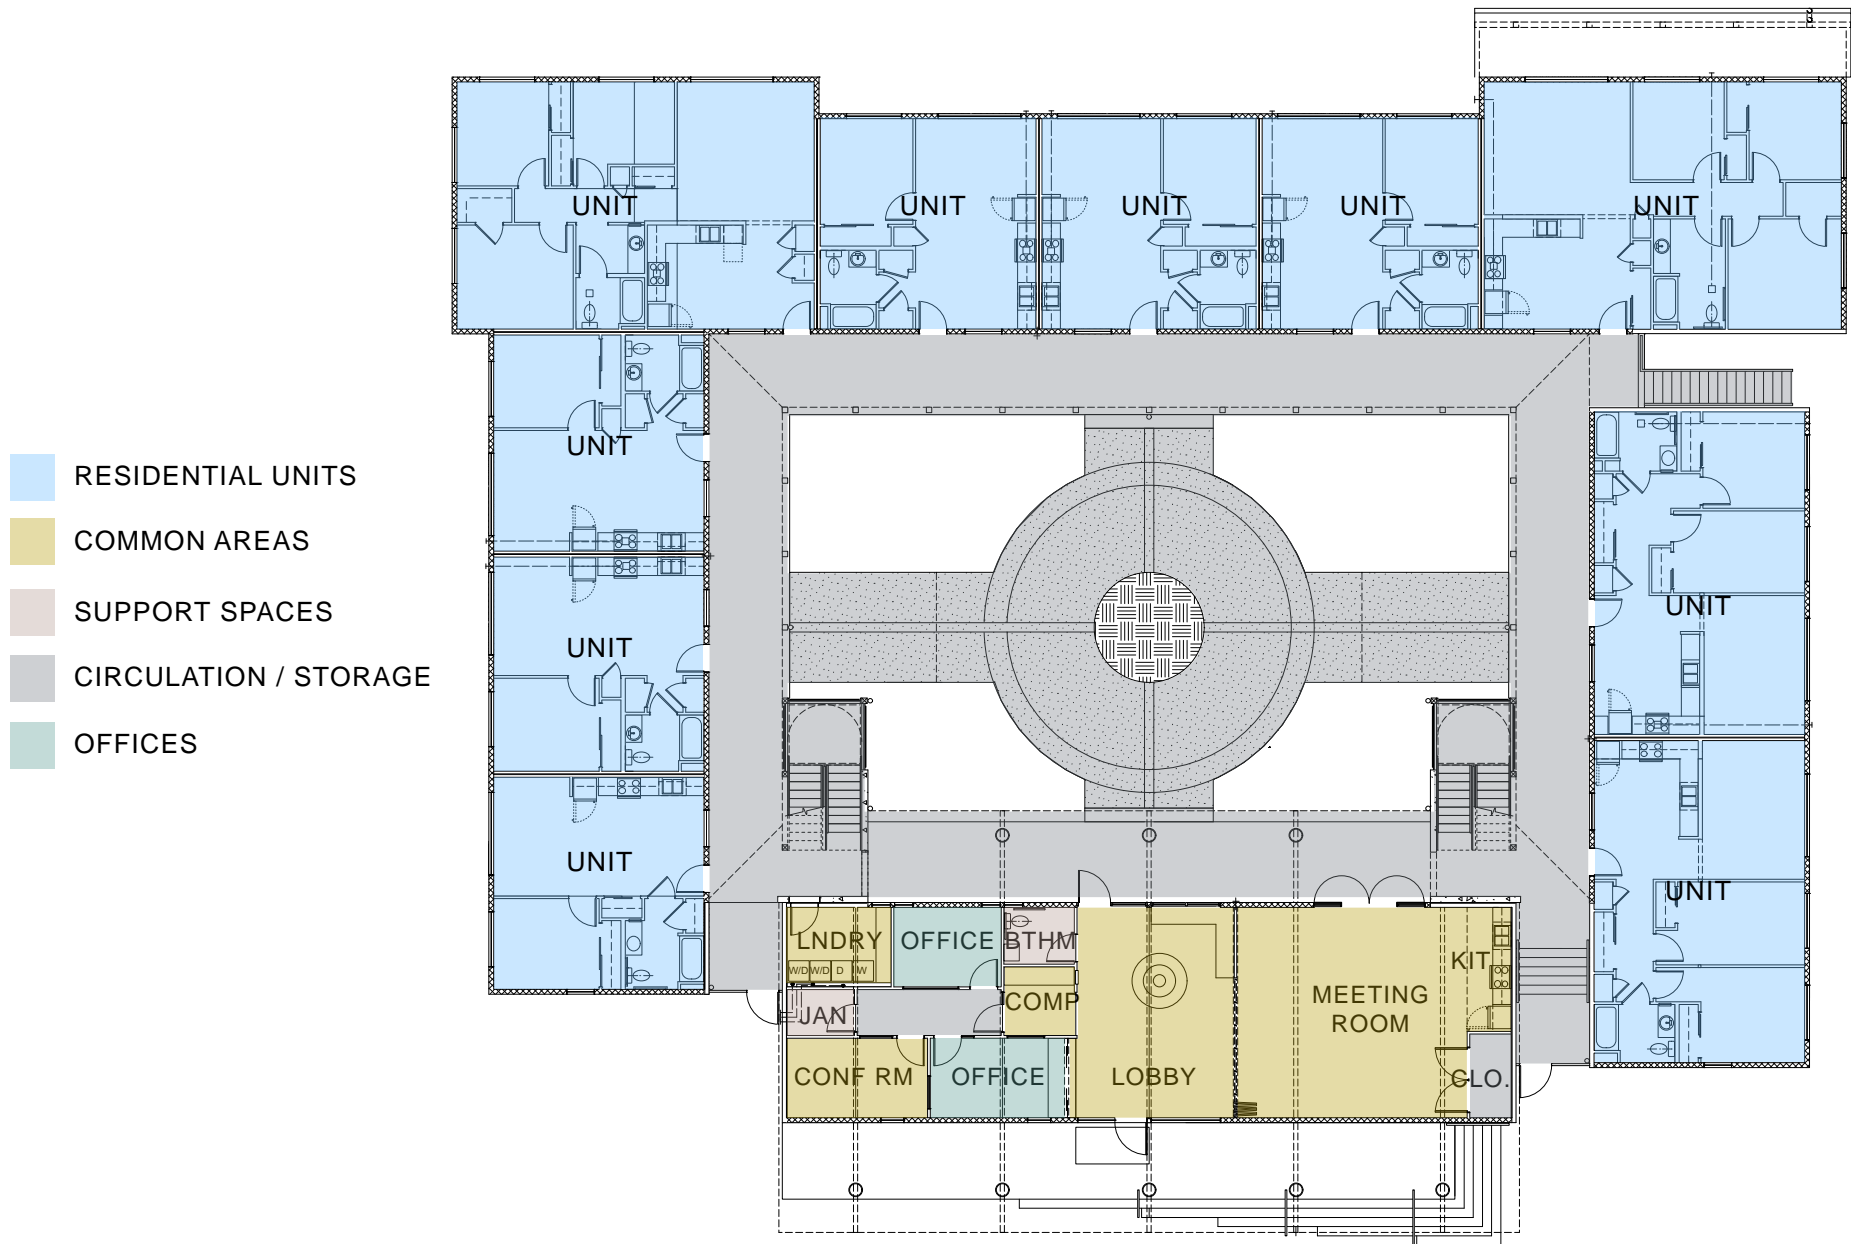 UNIT
UNIT
UNIT
UNIT
UNIT
UNIT
RESIDENTIAL UNITS
COMMON AREAS
SUPPORT SPACES
UNIT
UNIT
CIRCULATION / STORAGE
OFFICES
UNIT
UNIT
LNDRY
OFFICE
BTHM
KIT
W/D W/D D W
COMP
MEETING
ROOM
JAN
CONF RM
OFFICE
LOBBY
CLO.